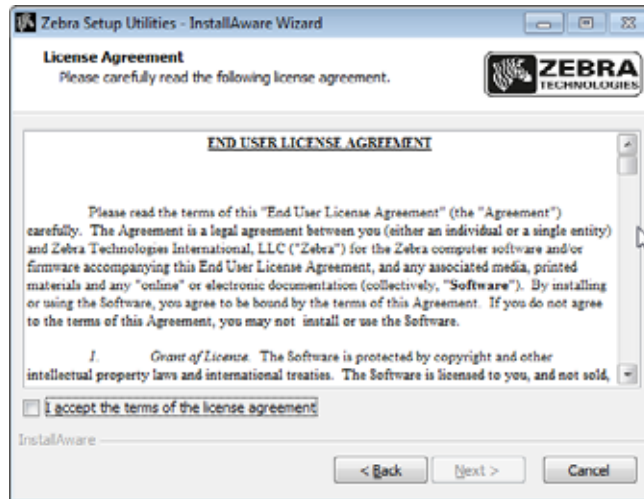 Zebra Setup Utilities - InstallAware Wizard
License Agreement
Please carefully read the following license agreement.
ZEBRA
TECHNOLOGIES
END USER LICENSE AGREEMENT
Please read the terms of this "End User License Agreement" (the "Agreement")
carefully. The Agreement is a legal agreement between you (either an individual or a single entity)
and Zebra Technologies International, LLC ("Zebra") for the Zebra computer software and/or
firmware accompanying this End User License Agreement, and any associated media, printed
materials and any "online" or electronic documentation (collectively, "Software"). By installing
or using the Software, you agree to be bound by the terms of this Agreement. If you do not agree
to the terms of this Agreement, you may not install or use the Software.
1. Grant of License. The Software is protected by copyright and other
intellectual property laws and international treaties. The Software is licensed to you, and not sold,
I accept the terms of the license agreement
InstallAware
< Back Next > Cancel